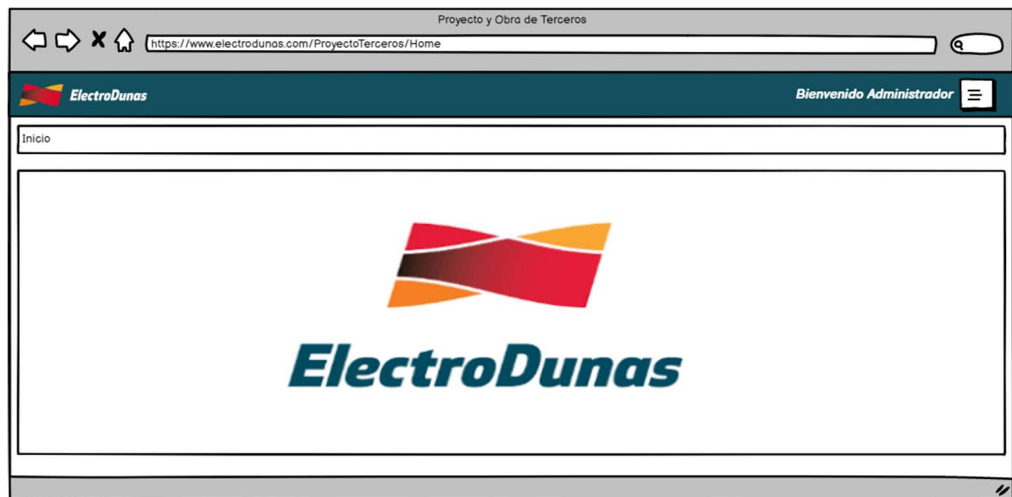 Proyecto y Obra de Terceros
https://www.electrodunas.com/ProyectoTerceros/Home
ElectroDunas
Bienvenido Administrador
Inicio
ElectroDunas